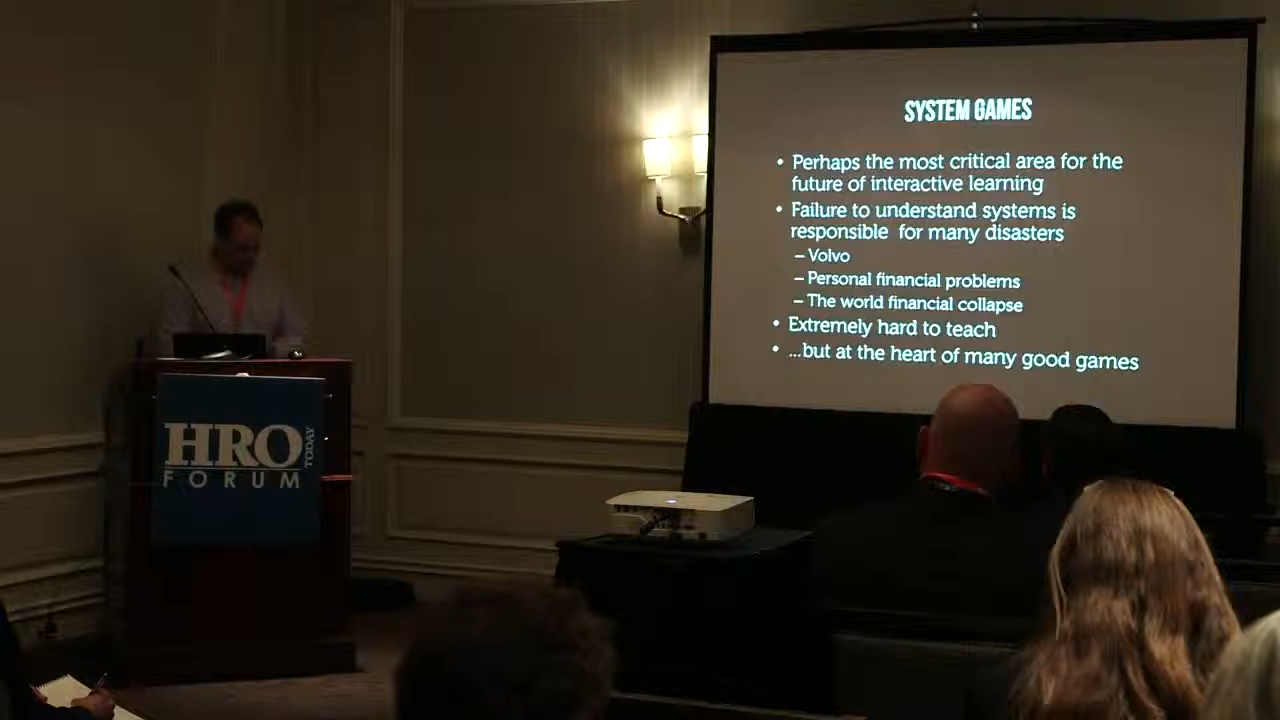 SYSTEM GAMES
• Perhaps the most critical area for the
future of interactive learning
• Failure to understand systems is
responsible for many disasters
– Volvo
– Personal financial problems
– The world financial collapse
• Extremely hard to teach
• ...but at the heart of many good games
HRO TODAY
FORUM